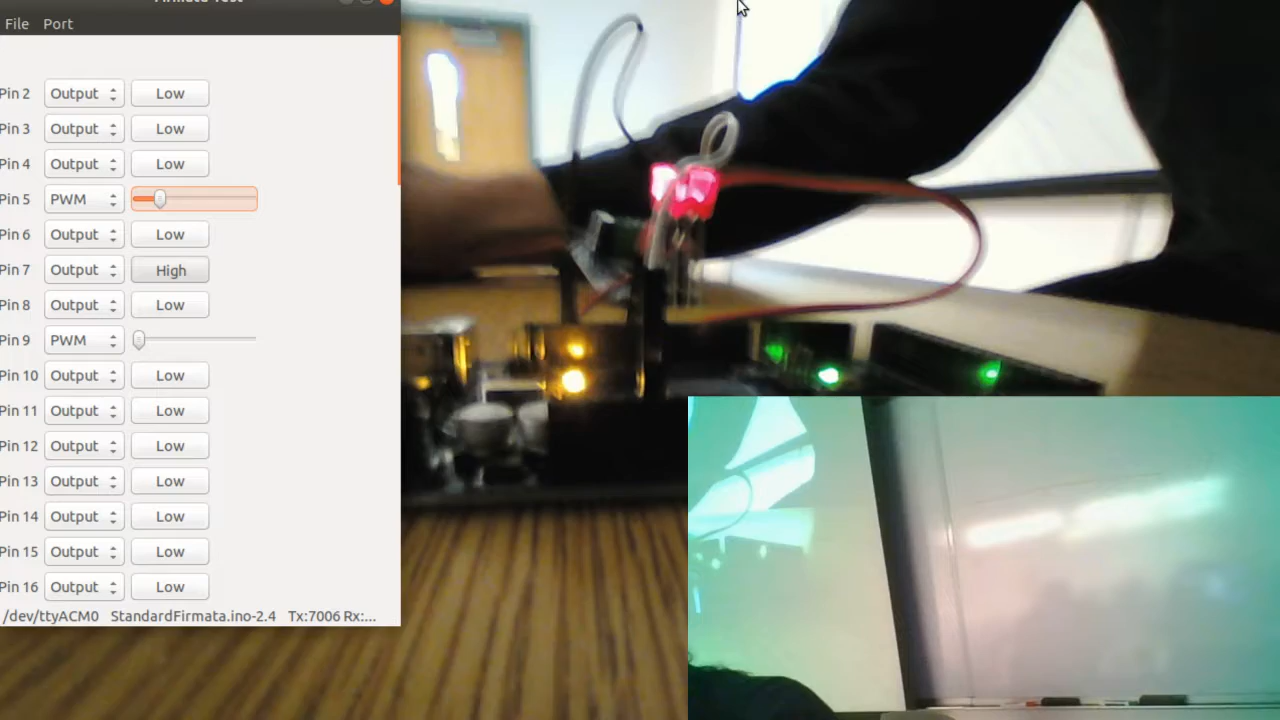 Firmata Test
File Port
Pin 2 Output Low
Pin 3 Output Low
Pin 4 Output Low
Pin 5 PWM
Pin 6 Output Low
Pin 7 Output High
Pin 8 Output Low
Pin 9 PWM
Pin 10 Output Low
Pin 11 Output Low
Pin 12 Output Low
Pin 13 Output Low
Pin 14 Output Low
Pin 15 Output Low
Pin 16 Output Low
/dev/ttyACM0 StandardFirmata.ino-2.4 Tx:7006 Rx:...